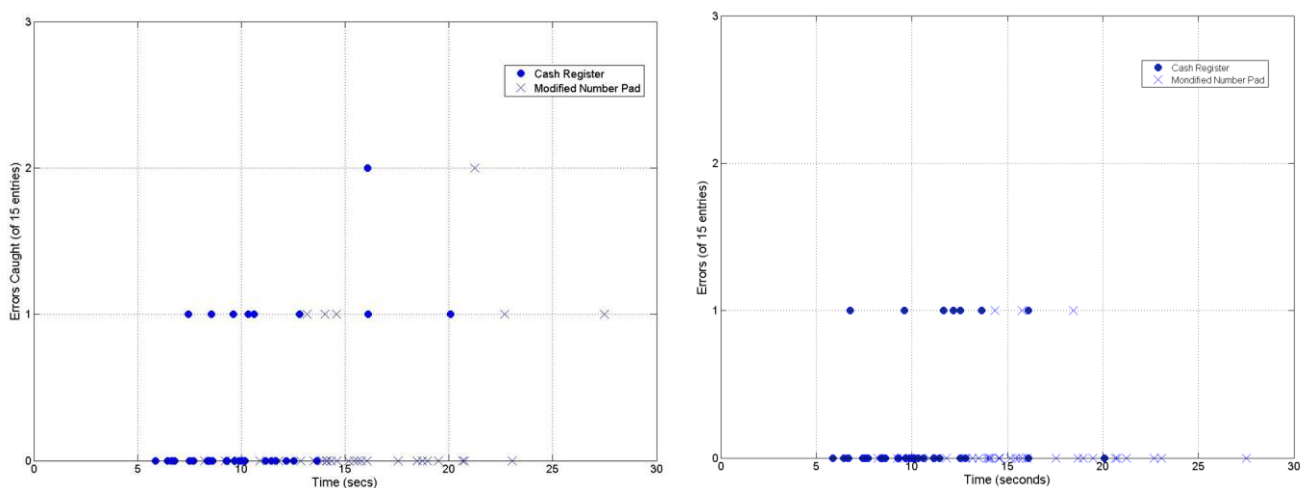 3
2
1
0
Errors Caught (of 15 entries)
Cash Register
Modified Number Pad
0 5 10 15 20 25 30
Time (secs)
3
2
1
0
Errors (of 15 entries)
Cash Register
Mondified Number Pad
0 5 10 15 20 25 30
Time (seconds)